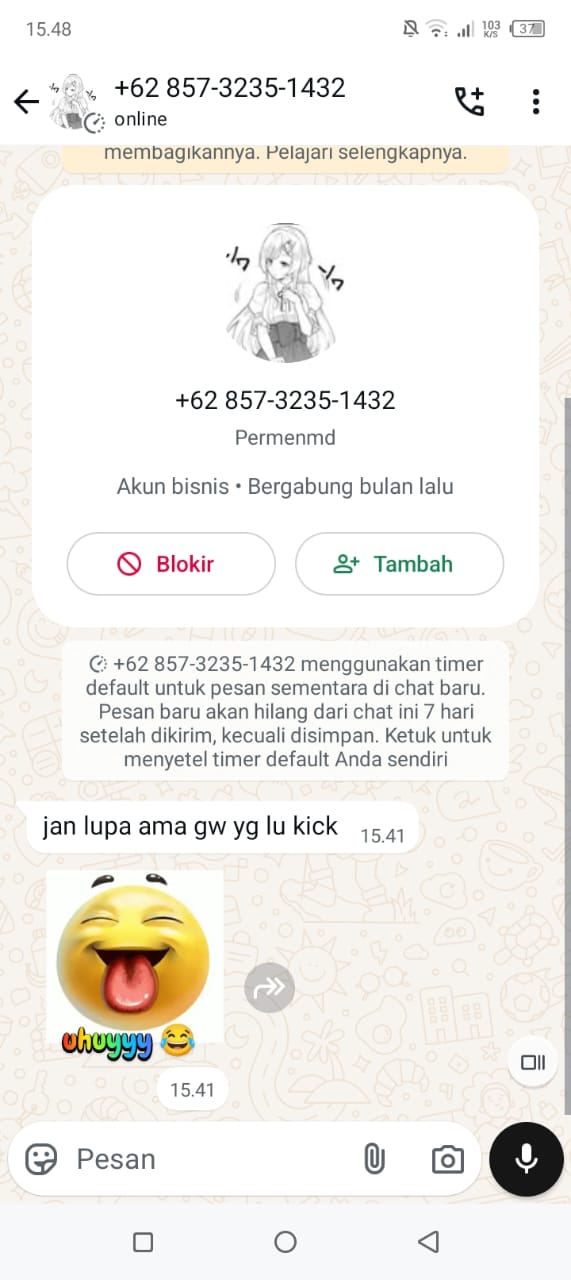 15.48
103
K/S
37
+62 857-3235-1432
online
membagikannya. Pelajari selengkapnya.
+62 857-3235-1432
Permenmd
Akun bisnis • Bergabung bulan lalu
Blokir
Tambah
+62 857-3235-1432 menggunakan timer
default untuk pesan sementara di chat baru.
Pesan baru akan hilang dari chat ini 7 hari
setelah dikirim, kecuali disimpan. Ketuk untuk
menyetel timer default Anda sendiri
jan lupa ama gw yg lu kick 15.41
uhuyyy 😂
15.41
Pesan